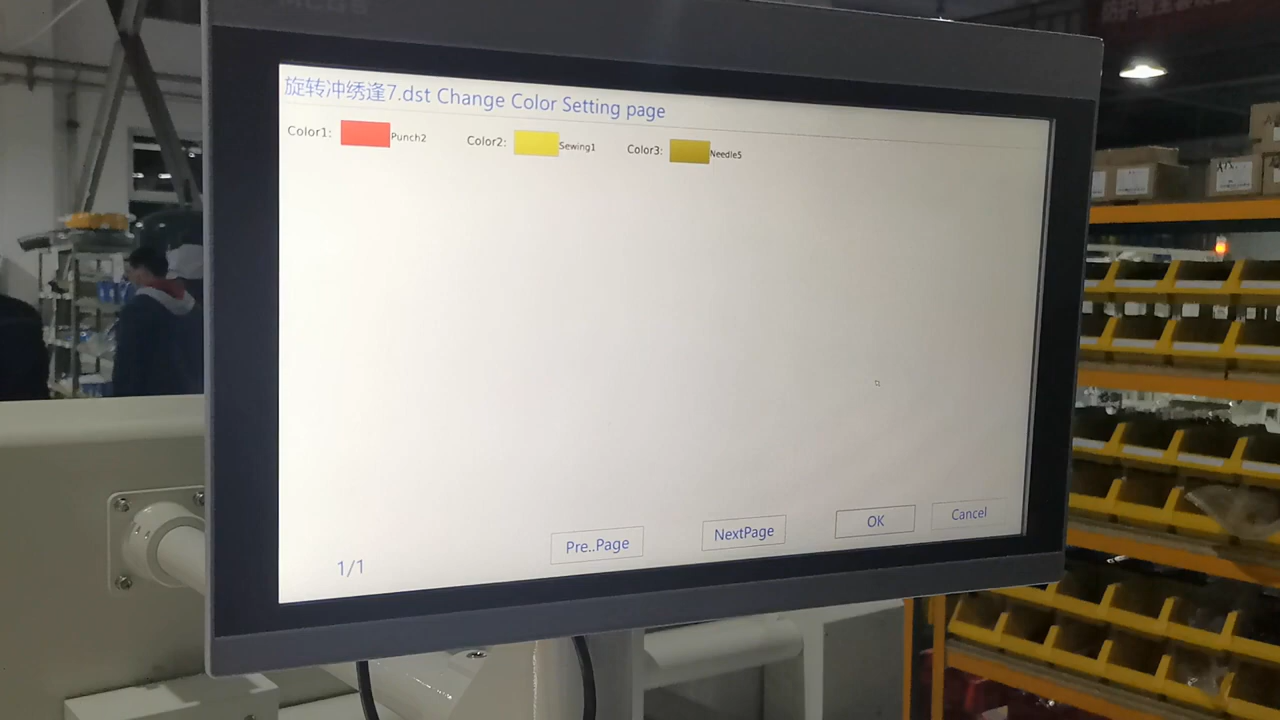 旋转冲绣逢7.dst Change Color Setting page
Color1: Punch2 Color2: Sewing1 Color3: Needle5
Pre..Page NextPage OK Cancel
1/1